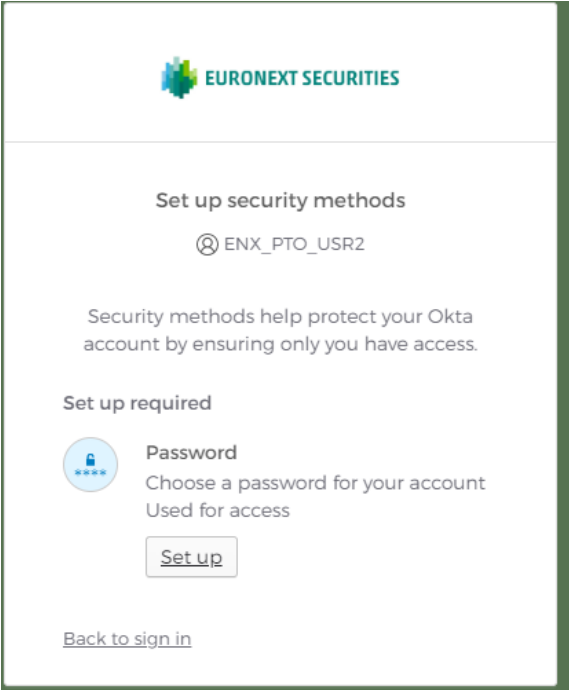 EURONEXT SECURITIES
Set up security methods
ENX_PTO_USR2
Security methods help protect your Okta
account by ensuring only you have access.
Set up required
****
Password
Choose a password for your account
Used for access
Set up
Back to sign in